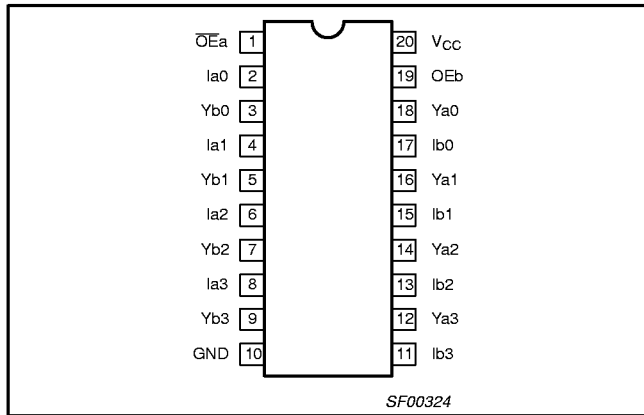 O̅E̅a 1 20 VCC
Ia0 2 19 OEb
Yb0 3 18 Ya0
Ia1 4 17 Ib0
Yb1 5 16 Ya1
Ia2 6 15 Ib1
Yb2 7 14 Ya2
Ia3 8 13 Ib2
Yb3 9 12 Ya3
GND 10 11 Ib3
SF00324